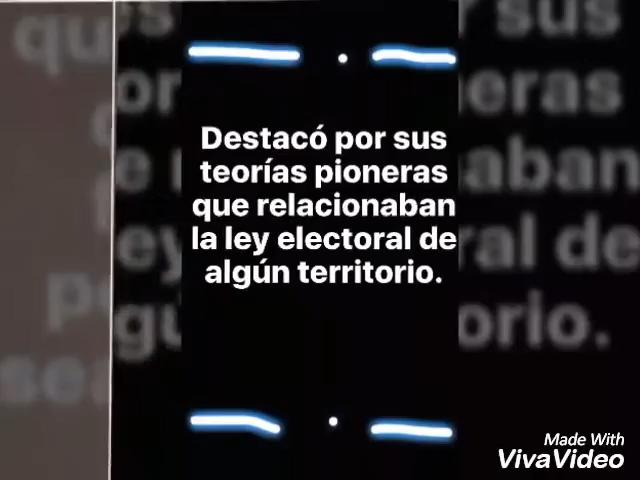 Destacó por sus
teorías pioneras
que relacionaban
la ley electoral de
algún territorio.
Made With
VivaVideo